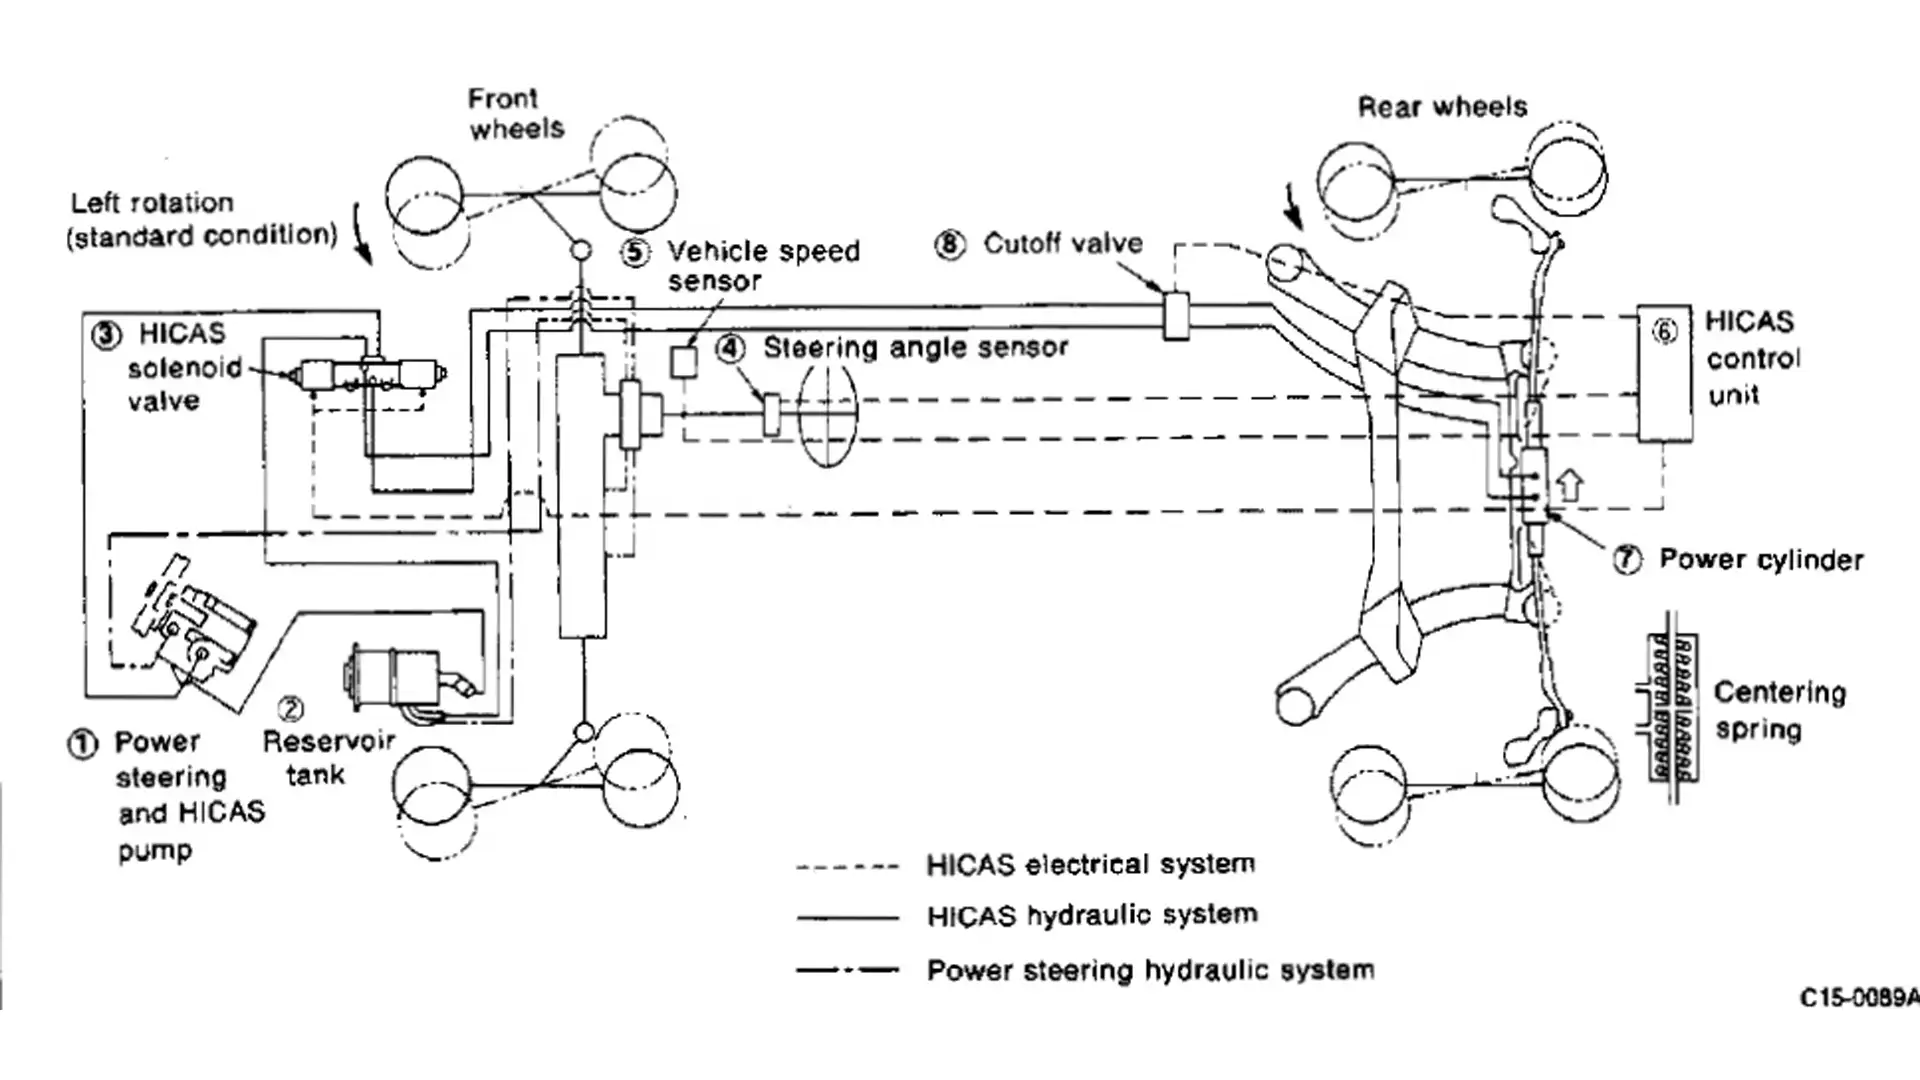 Front
wheels
Rear wheels
Left rotation
(standard condition)
⑤ Vehicle speed
sensor
⑧ Cutoff valve
③ HICAS
solenoid
valve
④ Steering angle sensor
⑥ HICAS
control
unit
⑦ Power cylinder
Centering
spring
① Power
steering
and HICAS
pump
②
Reservoir
tank
HICAS electrical system
HICAS hydraulic system
Power steering hydraulic system
C15-0089A